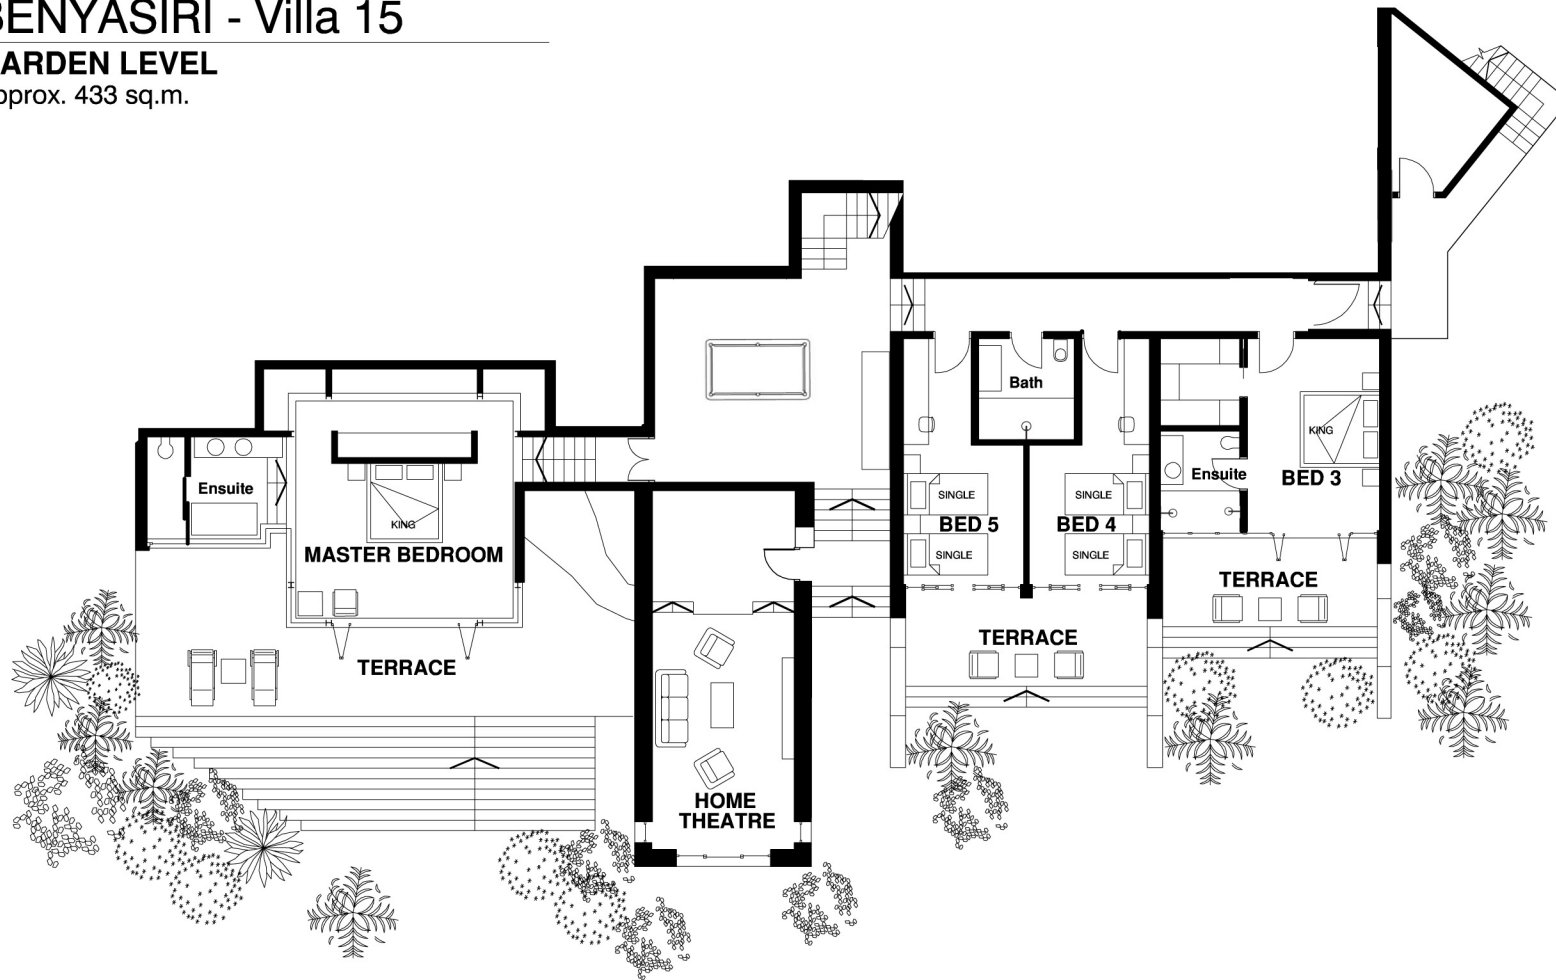 BENYASIRI - Villa 15
ARDEN LEVEL
pprox. 433 sq.m.
Bath
KING
Ensuite
BED 3
Ensuite
KING
MASTER BEDROOM
SINGLE
SINGLE
BED 5
BED 4
SINGLE
SINGLE
TERRACE
TERRACE
TERRACE
HOME
THEATRE